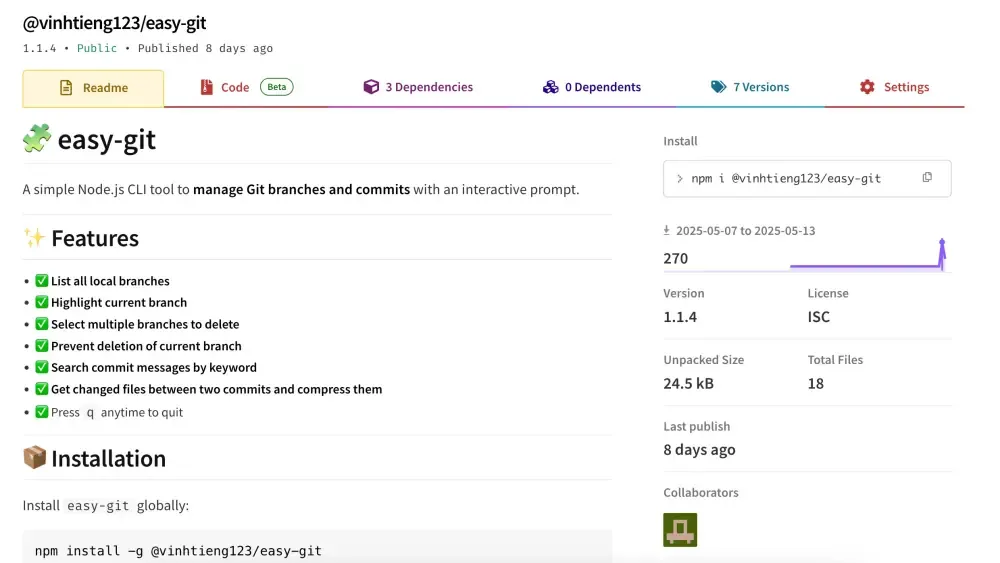 @vinhtieng123/easy-git
1.1.4 • Public • Published 8 days ago
Readme
Code Beta
3 Dependencies
0 Dependents
7 Versions
Settings
🧩 easy-git
A simple Node.js CLI tool to manage Git branches and commits with an interactive prompt.
✨ Features
• ✅ List all local branches
• ✅ Highlight current branch
• ✅ Select multiple branches to delete
• ✅ Prevent deletion of current branch
• ✅ Search commit messages by keyword
• ✅ Get changed files between two commits and compress them
• ✅ Press q anytime to quit
📦 Installation
Install easy-git globally:
npm install -g @vinhtieng123/easy-git
Install
> npm i @vinhtieng123/easy-git
2025-05-07 to 2025-05-13
270
Version
1.1.4
License
ISC
Unpacked Size
24.5 kB
Total Files
18
Last publish
8 days ago
Collaborators